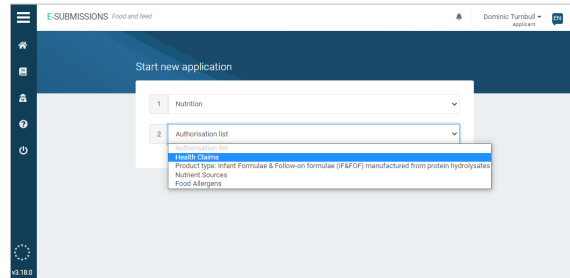 E-SUBMISSIONS Food and feed
Dominic Turnbull
applicant
EN
Start new application
1 Nutrition
2 Authorisation list
Authorisation list
Health Claims
Product type: Infant Formulae & Follow-on formulae (IF&FOF) manufactured from protein hydrolysates
Nutrient Sources
Food Allergens
v3.18.0